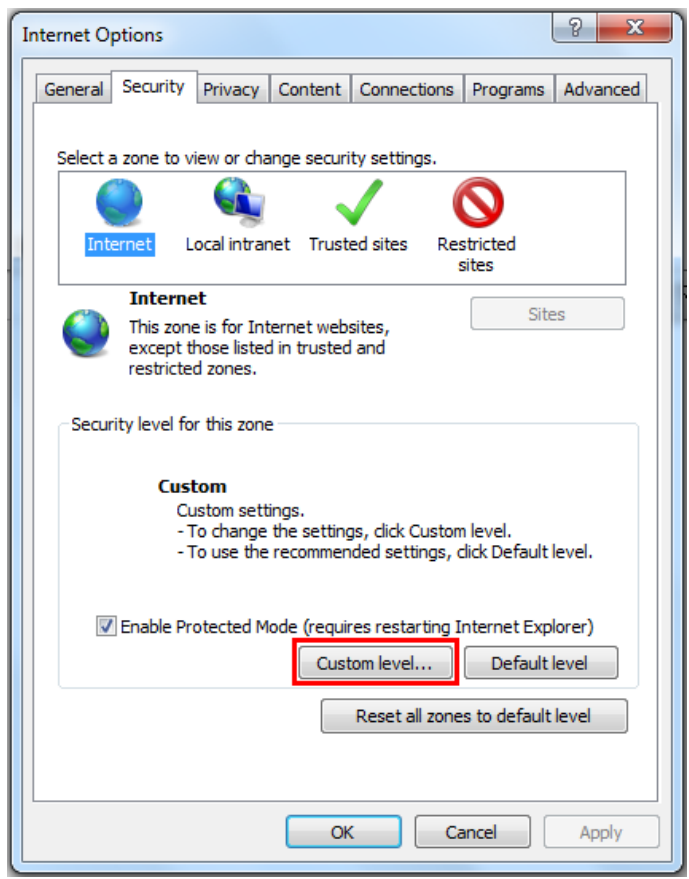 Internet Options
?
X
General Security Privacy Content Connections Programs Advanced
Select a zone to view or change security settings.
Internet Local intranet Trusted sites Restricted
sites
Internet
Sites
This zone is for Internet websites,
except those listed in trusted and
restricted zones.
Security level for this zone
Custom
Custom settings.
- To change the settings, click Custom level.
- To use the recommended settings, click Default level.
Enable Protected Mode (requires restarting Internet Explorer)
Custom level... Default level
Reset all zones to default level
OK Cancel Apply